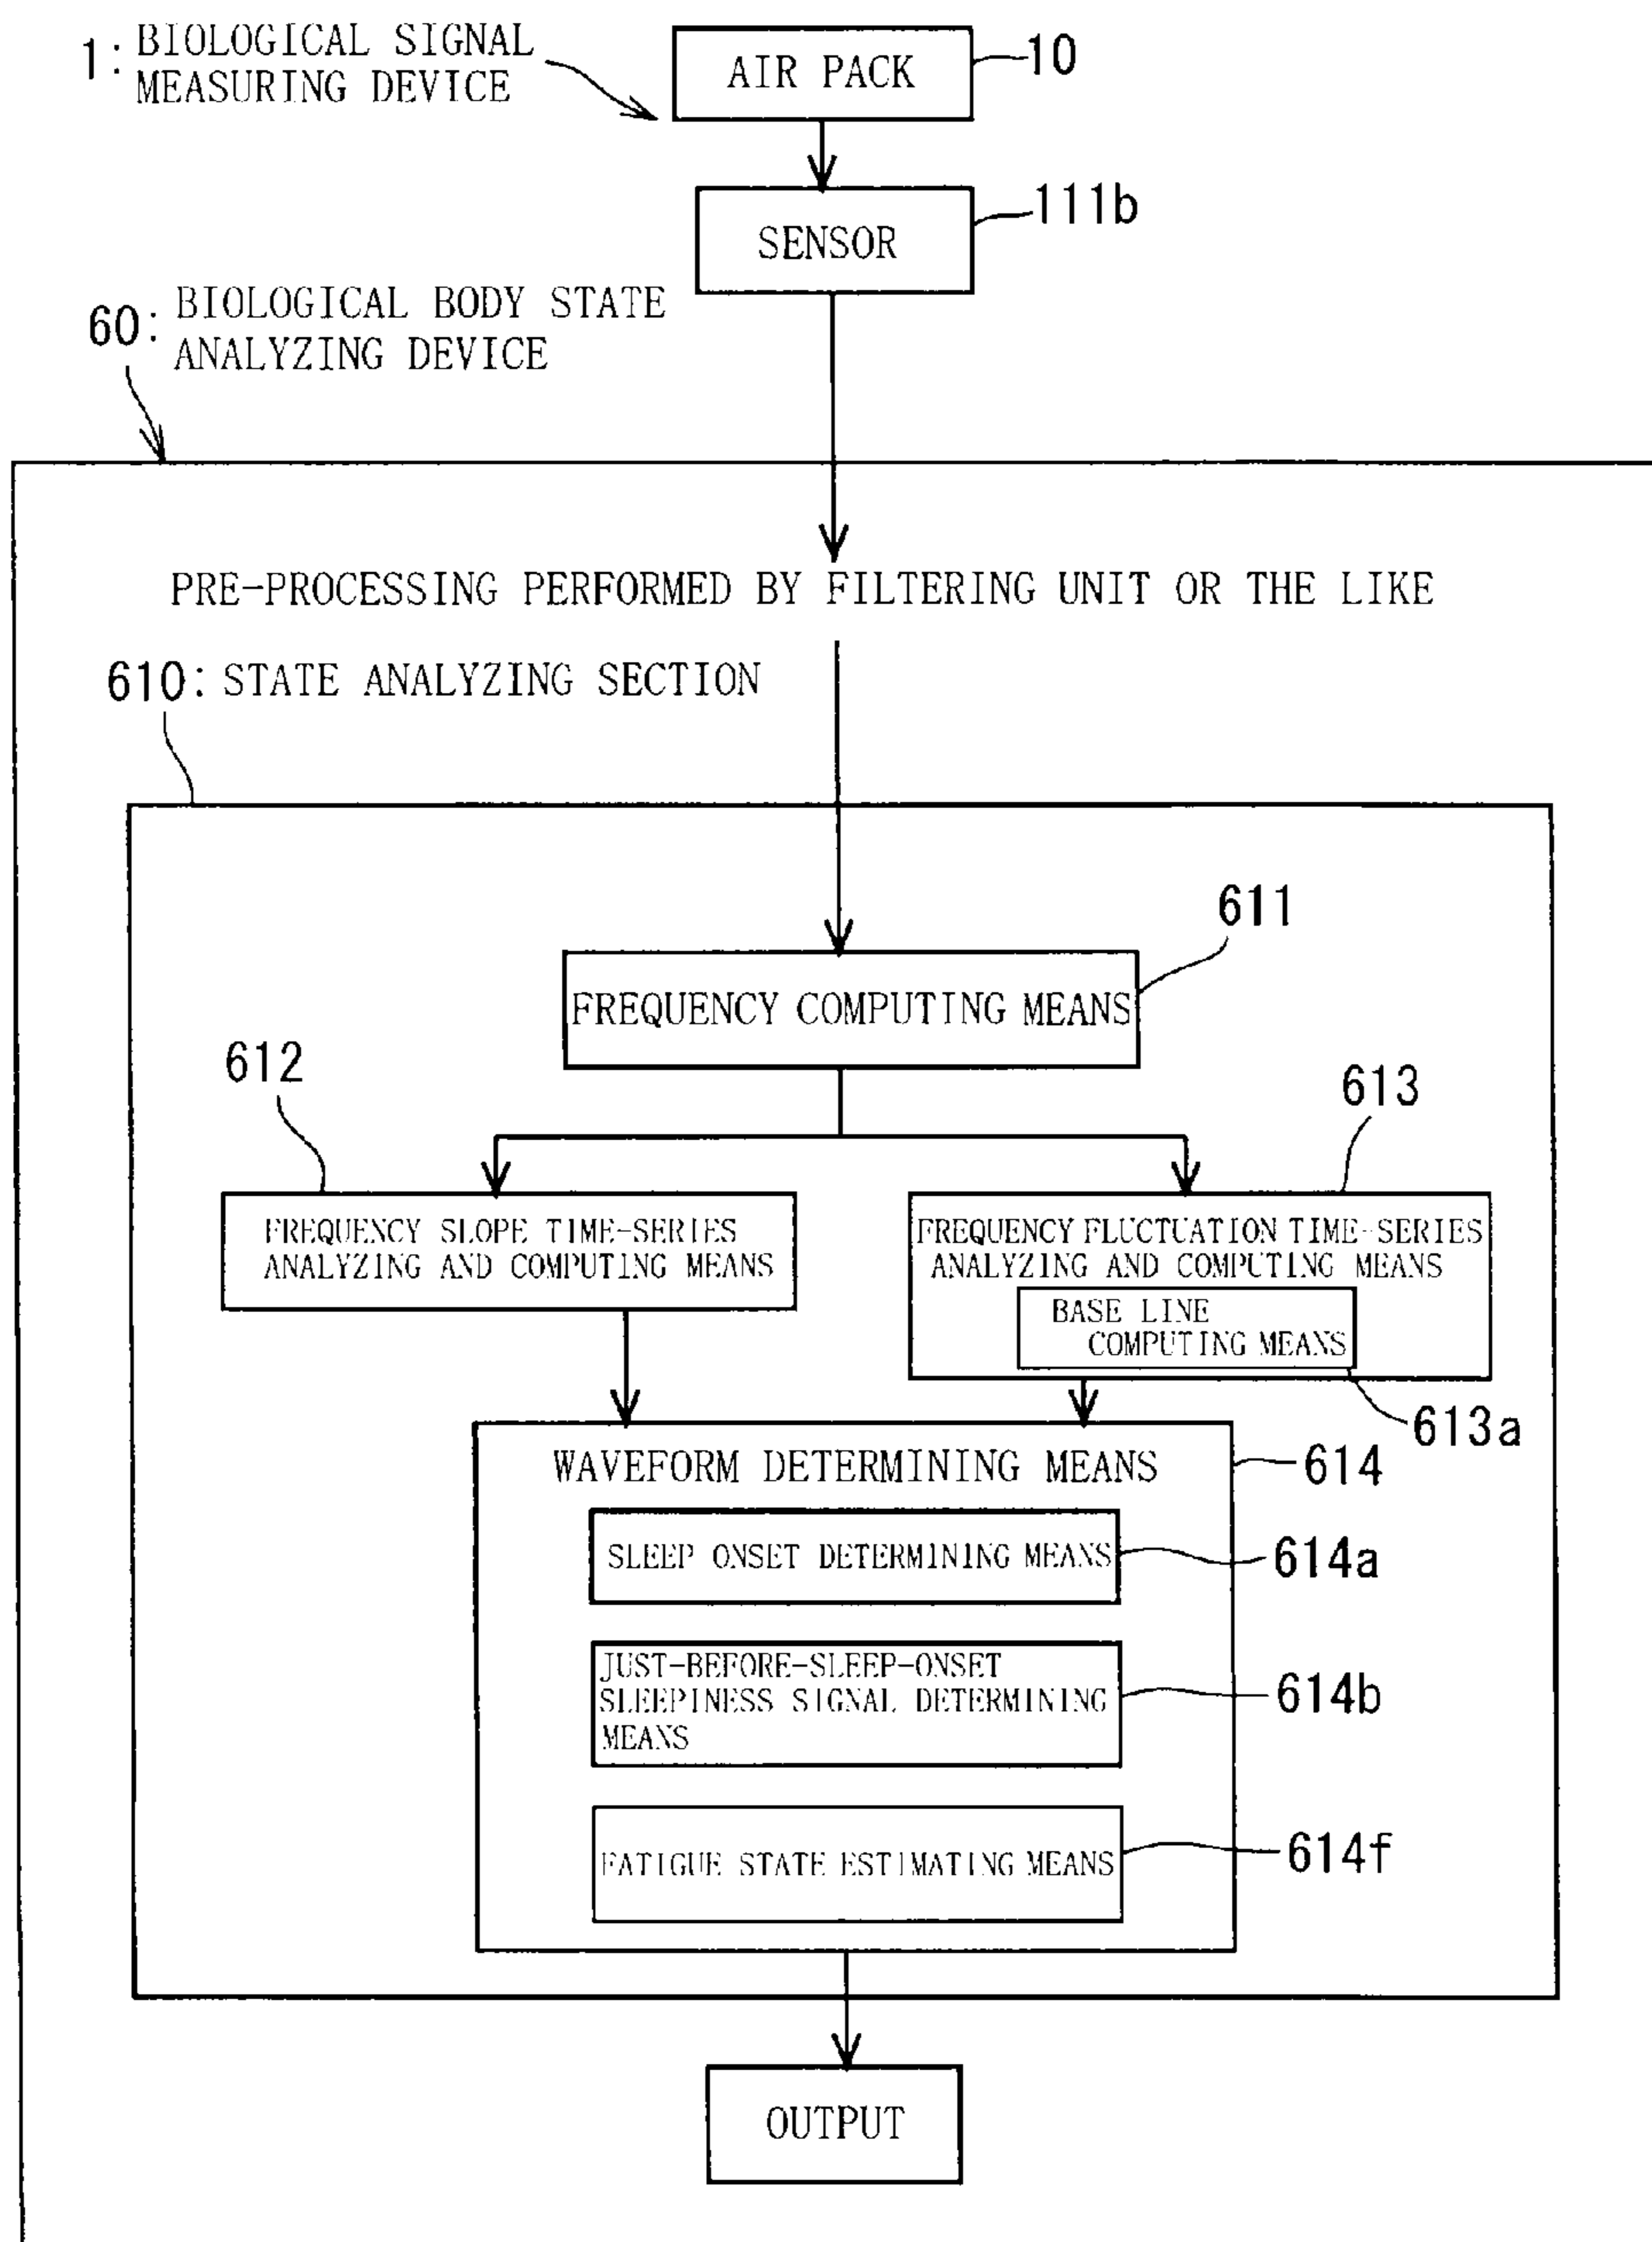 1: BIOLOGICAL SIGNAL
MEASURING DEVICE
AIR PACK
10
SENSOR
111b
60: BIOLOGICAL BODY STATE
ANALYZING DEVICE
PRE-PROCESSING PERFORMED BY FILTERING UNIT OR THE LIKE
610: STATE ANALYZING SECTION
611
FREQUENCY COMPUTING MEANS
612
613
FREQUENCY SLOPE TIME-SERIES
ANALYZING AND COMPUTING MEANS
FREQUENCY FLUCTUATION TIME-SERIES
ANALYZING AND COMPUTING MEANS
BASE LINE
COMPUTING MEANS
613a
WAVEFORM DETERMINING MEANS
614
SLEEP ONSET DETERMINING MEANS
614a
JUST-BEFORE-SLEEP-ONSET
SLEEPINESS SIGNAL DETERMINING
MEANS
614b
FATIGUE STATE ESTIMATING MEANS
614f
OUTPUT